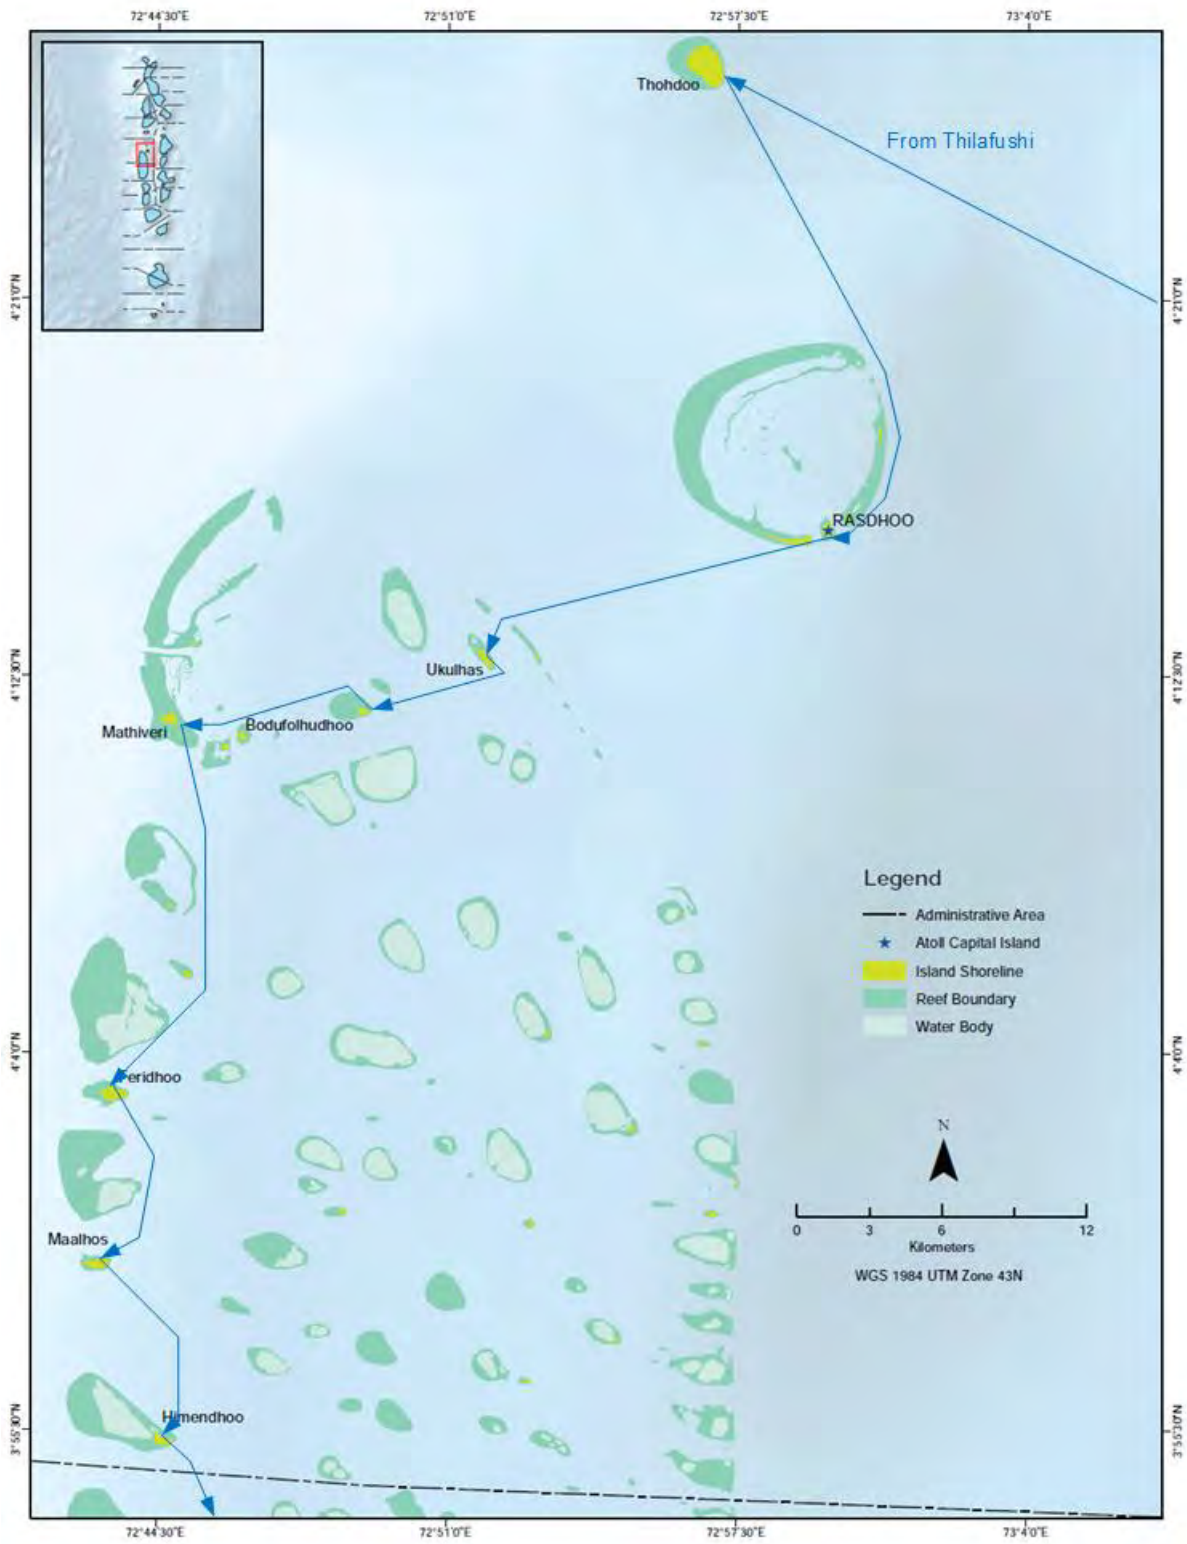 72°44'30"E
72°51'0"E
72°57'30"E
73°4'0"E
Thohdoo
From Thilafushi
4°21'0"N
4°21'0"N
RASDHOO
Ukulhas
4°12'30"N
4°12'30"N
Bodufolhudhoo
Mathiveri
Legend
Administrative Area
Atoll Capital Island
Island Shoreline
Reef Boundary
Water Body
4°4'0"N
4°4'0"N
eridhoo
N
0 3 6 12
Kilometers
WGS 1984 UTM Zone 43N
Maalhos
Himendhoo
3°55'30"N
3°55'30"N
72°44'30"E
72°51'0"E
72°57'30"E
73°4'0"E